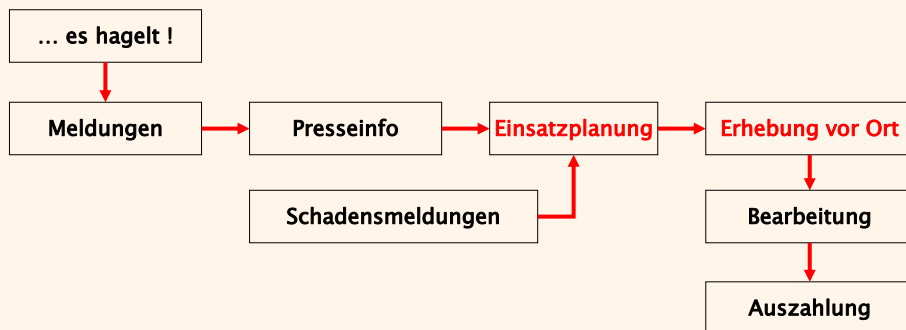 ... es hagelt !
Meldungen
Presseinfo
Einsatzplanung
Erhebung vor Ort
Schadensmeldungen
Bearbeitung
Auszahlung